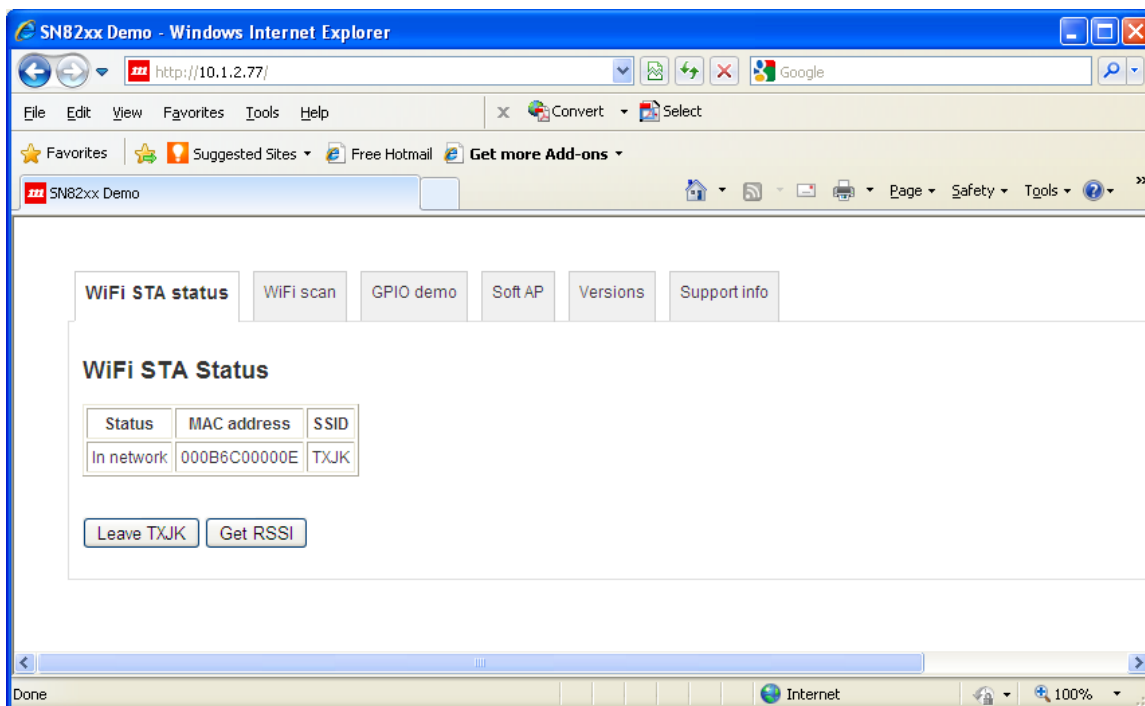 SN82xx Demo - Windows Internet Explorer
http://10.1.2.77/ Google
File Edit View Favorites Tools Help x Convert Select
Favorites Suggested Sites Free Hotmail Get more Add-ons
SN82xx Demo Page Safety Tools »
WiFi STA status WiFi scan GPIO demo Soft AP Versions Support info
WiFi STA Status
Status MAC address SSID
In network 000B6C00000E TXJK
Leave TXJK Get RSSI
Done Internet 100%